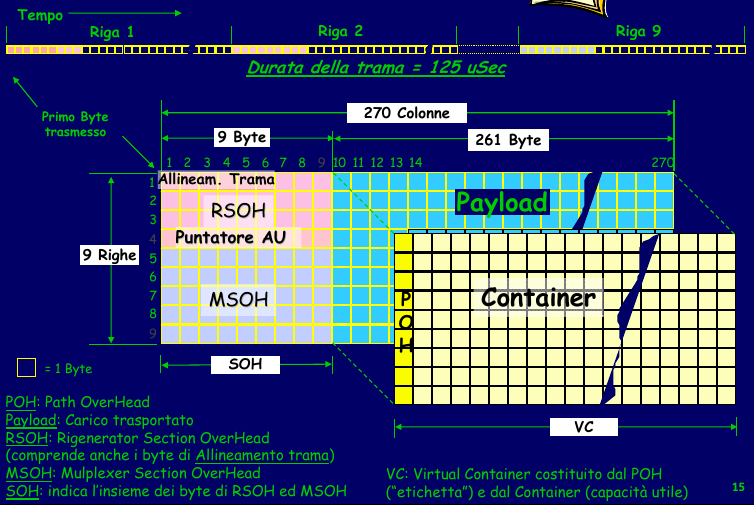 Tempo
Riga 1
Riga 2
Riga 9
Durata della trama = 125 uSec
Primo Byte
trasmesso
270 Colonne
9 Byte
261 Byte
1 2 3 4 5 6 7 8 9 10 11 12 13 14 270
1
2
3
4
5
6
7
8
9
Allineam. Trama
RSOH
Puntatore AU
MSOH
Payload
9 Righe
POH
Container
SOH
VC
= 1 Byte
POH: Path OverHead
Payload: Carico trasportato
RSOH: Rigenerator Section OverHead
(comprende anche i byte di Allineamento trama)
MSOH: Mulplexer Section OverHead
SOH: indica l'insieme dei byte di RSOH ed MSOH
VC: Virtual Container costituito dal POH
("etichetta") e dal Container (capacità utile)
15